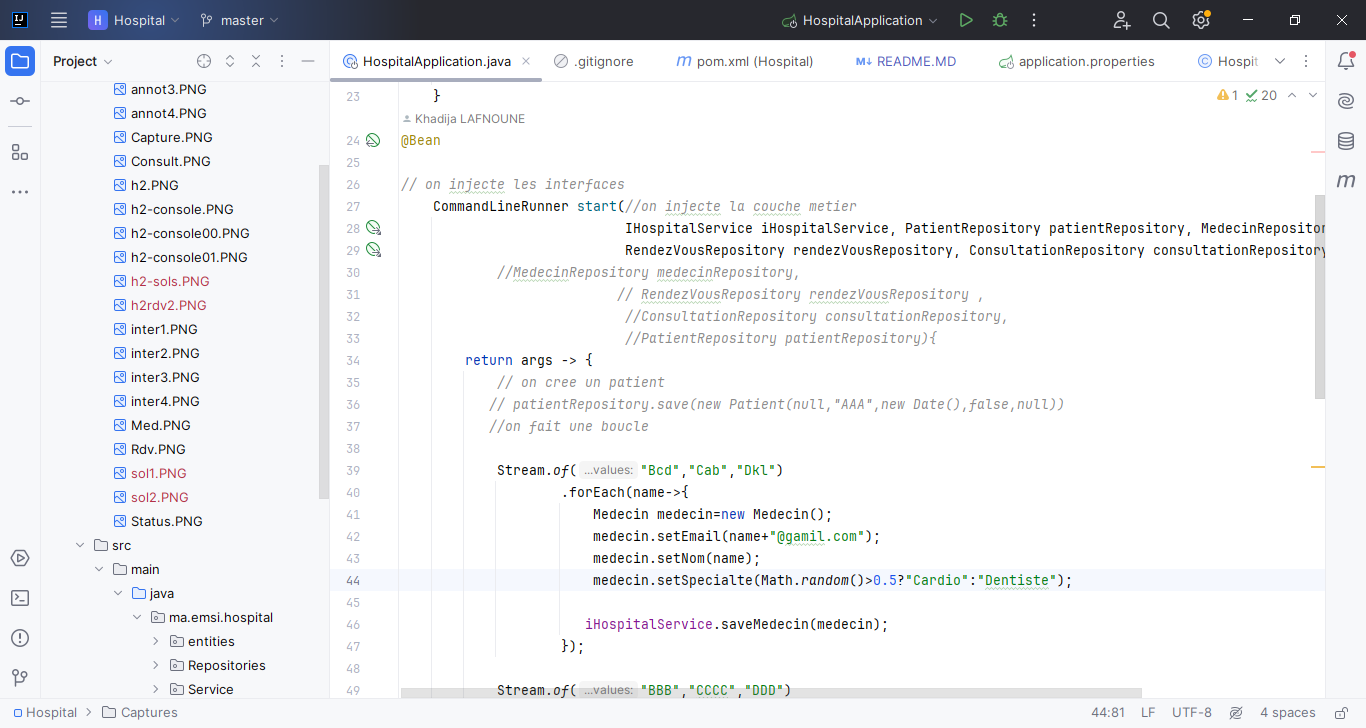 H Hospital master HospitalApplication
Project
HospitalApplication.java .gitignore pom.xml (Hospital) README.MD application.properties Hospit
annot3.PNG
annot4.PNG
Capture.PNG
Consult.PNG
h2.PNG
h2-console.PNG
h2-console00.PNG
h2-console01.PNG
h2-sols.PNG
h2rdv2.PNG
inter1.PNG
inter2.PNG
inter3.PNG
inter4.PNG
Med.PNG
Rdv.PNG
sol1.PNG
sol2.PNG
Status.PNG
src
main
java
ma.emsi.hospital
entities
Repositories
Service
1 20
23 }
Khadija LAFNOUNE
24 @Bean
25
26 // on injecte les interfaces
27 CommandLineRunner start(//on injecte la couche metier
28 IHospitalService iHospitalService, PatientRepository patientRepository, MedecinRepositor
29 RendezVousRepository rendezVousRepository, ConsultationRepository consultationRepository
30 //MedecinRepository medecinRepository,
31 // RendezVousRepository rendezVousRepository ,
32 //ConsultationRepository consultationRepository,
33 //PatientRepository patientRepository){
34 return args -> {
35 // on cree un patient
36 // patientRepository.save(new Patient(null,"AAA",new Date(),false,null))
37 //on fait une boucle
38
39 Stream.of( ...values: "Bcd","Cab","Dkl")
40 .forEach(name->{
41 Medecin medecin=new Medecin();
42 medecin.setEmail(name+"@gamil.com");
43 medecin.setNom(name);
44 medecin.setSpecialte(Math.random()>0.5?"Cardio":"Dentiste");
45
46 iHospitalService.saveMedecin(medecin);
47 });
48
49 Stream.of( ...values: "BBB","CCCC","DDD")
Hospital > Captures
44:81 LF UTF-8 4 spaces